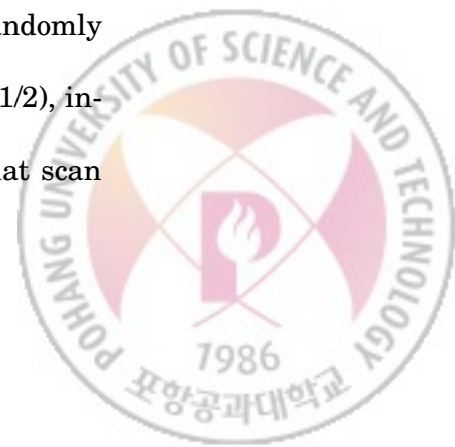 andomly
1/2), in-
at scan
POHANG UNIVERSITY OF SCIENCE AND TECHNOLOGY
1986
포항공과대학교